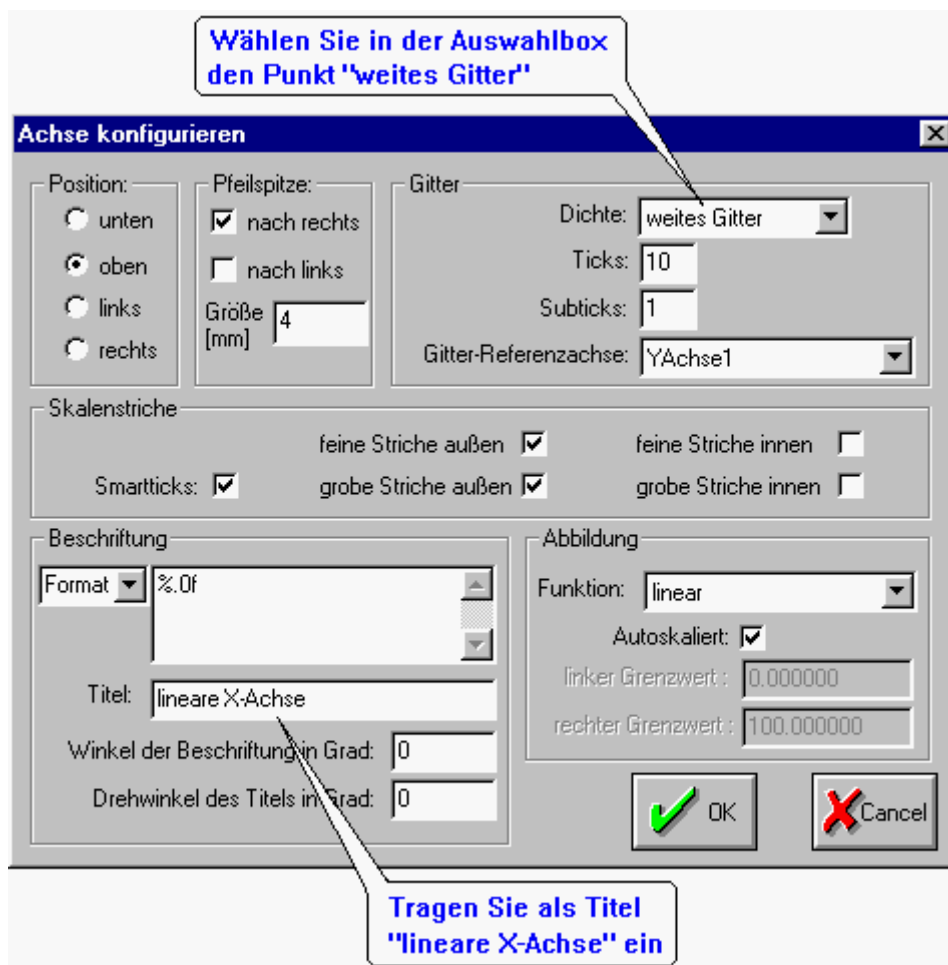 Wählen Sie in der Auswahlbox
den Punkt "weites Gitter"
Achse konfigurieren
Position:
unten
oben
links
rechts
Pfeilspitze:
nach rechts
nach links
Größe
[mm]
4
Gitter
Dichte: weites Gitter
Ticks: 10
Subticks: 1
Gitter-Referenzachse: YAchse1
Skalenstriche
feine Striche außen feine Striche innen
Smartticks: grobe Striche außen grobe Striche innen
Beschriftung
Format %.0f
Titel: lineare X-Achse
Winkel der Beschriftung in Grad: 0
Drehwinkel des Titels in Grad: 0
Abbildung
Funktion: linear
Autoskaliert:
linker Grenzwert : 0.000000
rechter Grenzwert : 100.000000
OK
Cancel
Tragen Sie als Titel
"lineare X-Achse" ein